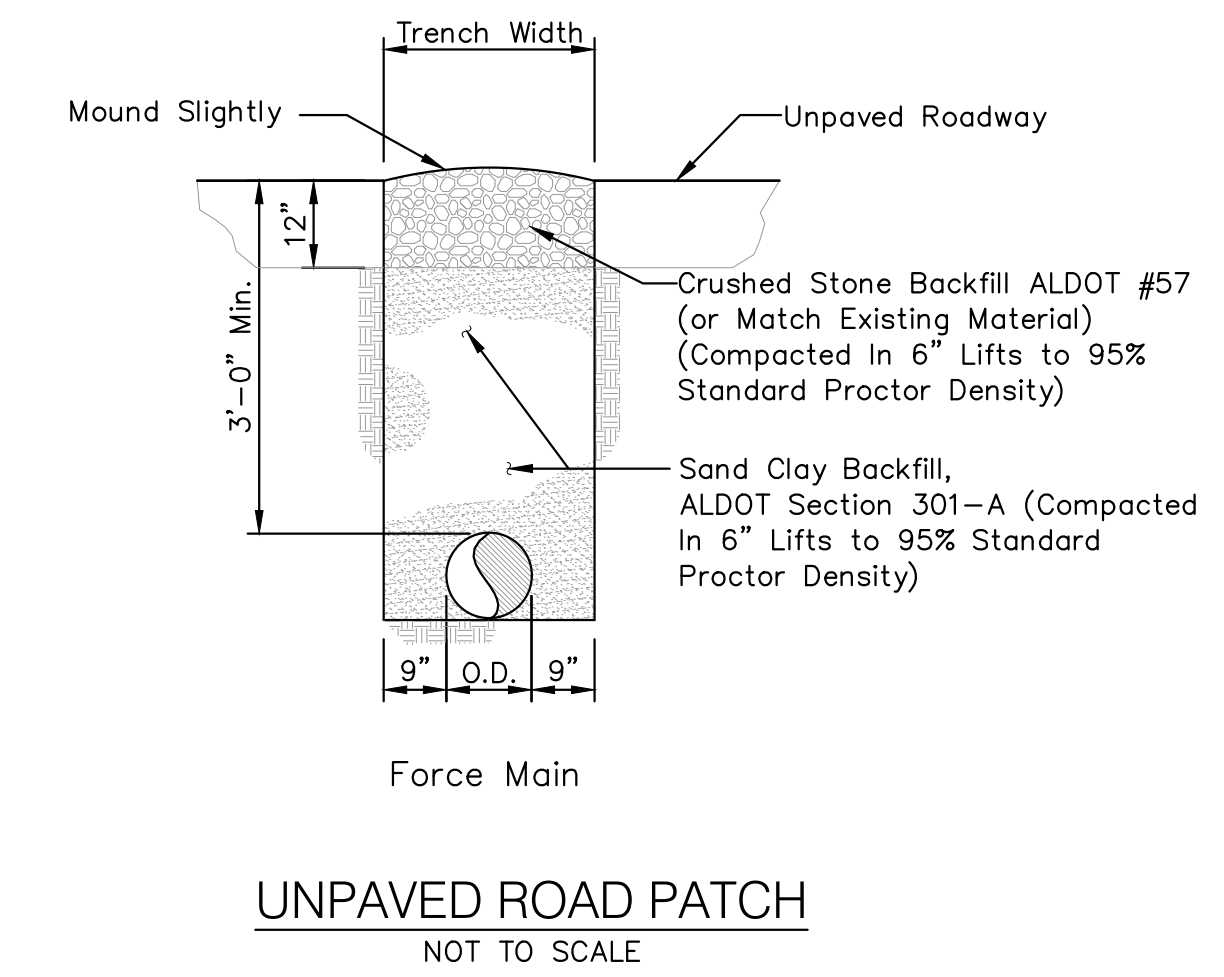 Trench Width
Mound Slightly
Unpaved Roadway
12"
3'-0" Min.
Crushed Stone Backfill ALDOT #57
(or Match Existing Material)
(Compacted In 6" Lifts to 95%
Standard Proctor Density)
Sand Clay Backfill,
ALDOT Section 301-A (Compacted
In 6" Lifts to 95% Standard
Proctor Density)
9" O.D. 9"
Force Main
UNPAVED ROAD PATCH
NOT TO SCALE